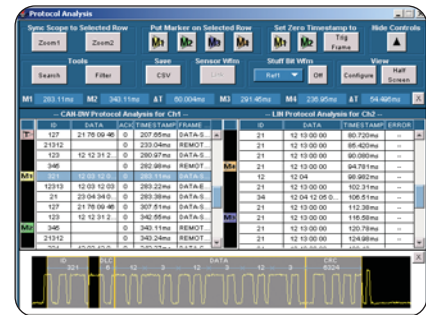 Protocol Analysis
Sync Scope to Selected Row Put Marker on Selected Row Set Zero Timestamp to Hide Controls
Zoom1 Zoom2 M1 M2 M3 M4 M1 M2 Trig Frame
Tools Save Sensor Wfm Stuff Bit Wfm View
Search Filter CSV Link Ref1 Off Configure Half Screen
M1 283.11ms M2 343.11ms ΔT 60.004ms M3 291.45ms M4 236.95ms ΔT 54.496ms X
-- CAN-BW Protocol Analysis for Ch1 -- -- LIN Protocol Analysis for Ch2 --
ID DATA ACK TIMESTAMP FRAME ID DATA TIMESTAMP ERROR
T 127 21 76 09 46 0 207.65ms DATA-S... 21 12 13 00 00 80.720ms --
21312 0 233.04ms REMOT... 21 12 13 00 00 85.420ms --
123 12 12 31 2... 0 280.97ms DATA-S... 21 12 13 00 00 90.080ms --
346 0 282.98ms REMOT... M4 21 12 13 00 00 94.781ms --
M1 321 12 03 12 0... 0 283.11ms DATA-S... 12 12 04 98.982ms --
12313 12 03 12 03 0 283.22ms DATA-E... 21 12 13 00 00 102.31ms --
21 23 04 34 0... 0 283.38ms DATA-S... 34 12 04 12 05 0... 106.51ms --
127 21 76 09 46 0 307.51ms DATA-S... 21 12 13 00 00 112.38ms --
123 12 12 31 2... 0 342.55ms DATA-S... M3 21 12 13 00 00 116.58ms --
M2 346 0 343.11ms REMOT... 21 12 13 00 00 120.78ms --
21312 0 343.24ms REMOT... 21 12 13 00 00 124.98ms --
ID DLC DATA CRC X
321 6 12 3 12 3 12 3 6324